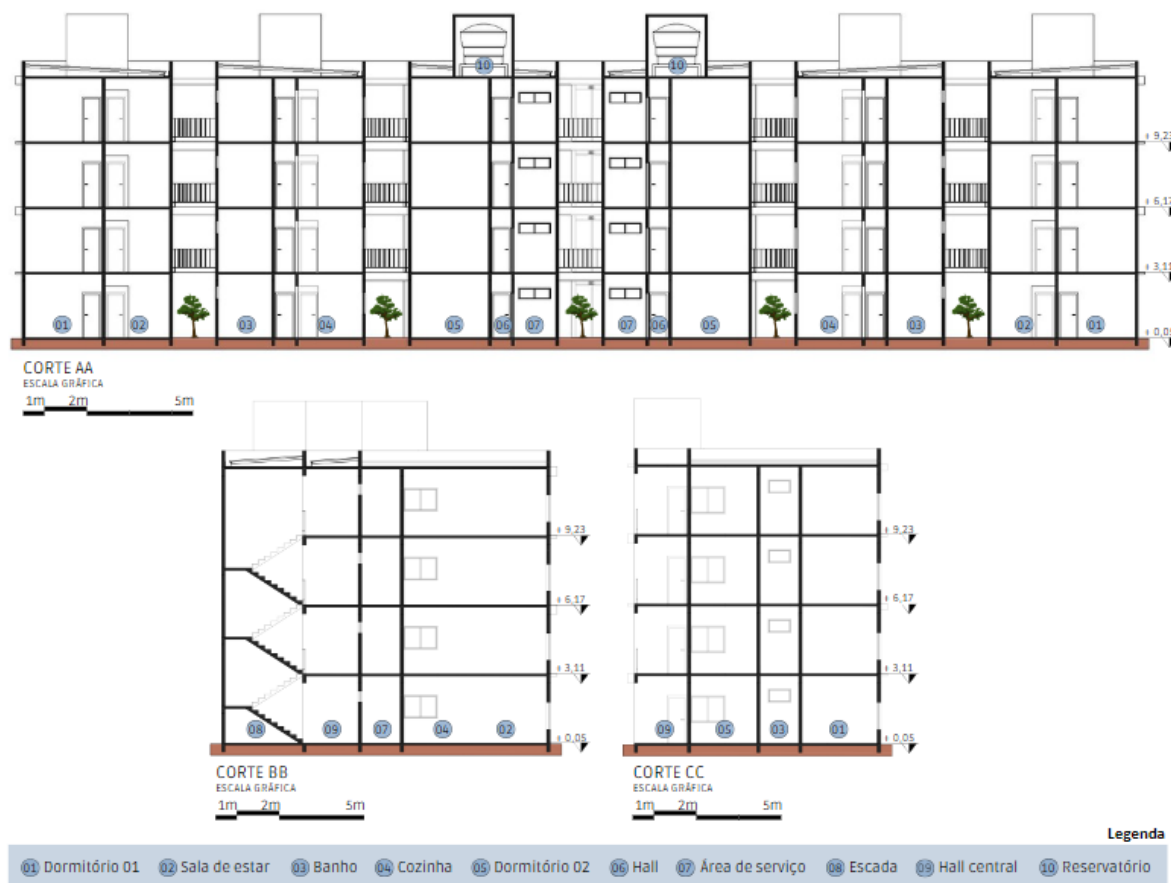 10 10
+ 9,23
+ 6,17
+ 3,11
01 02 03 04 05 06 07 07 06 05 04 03 02 01
+ 0,05
CORTE AA
ESCALA GRÁFICA
1m 2m 5m
+ 9,23
+ 6,17
+ 3,11
08 09 07 04 02
+ 0,05
CORTE BB
ESCALA GRÁFICA
1m 2m 5m
+ 9,23
+ 6,17
+ 3,11
09 05 03 01
+ 0,05
CORTE CC
ESCALA GRÁFICA
1m 2m 5m
Legenda
01 Dormitório 01 02 Sala de estar 03 Banho 04 Cozinha 05 Dormitório 02 06 Hall 07 Área de serviço 08 Escada 09 Hall central 10 Reservatório